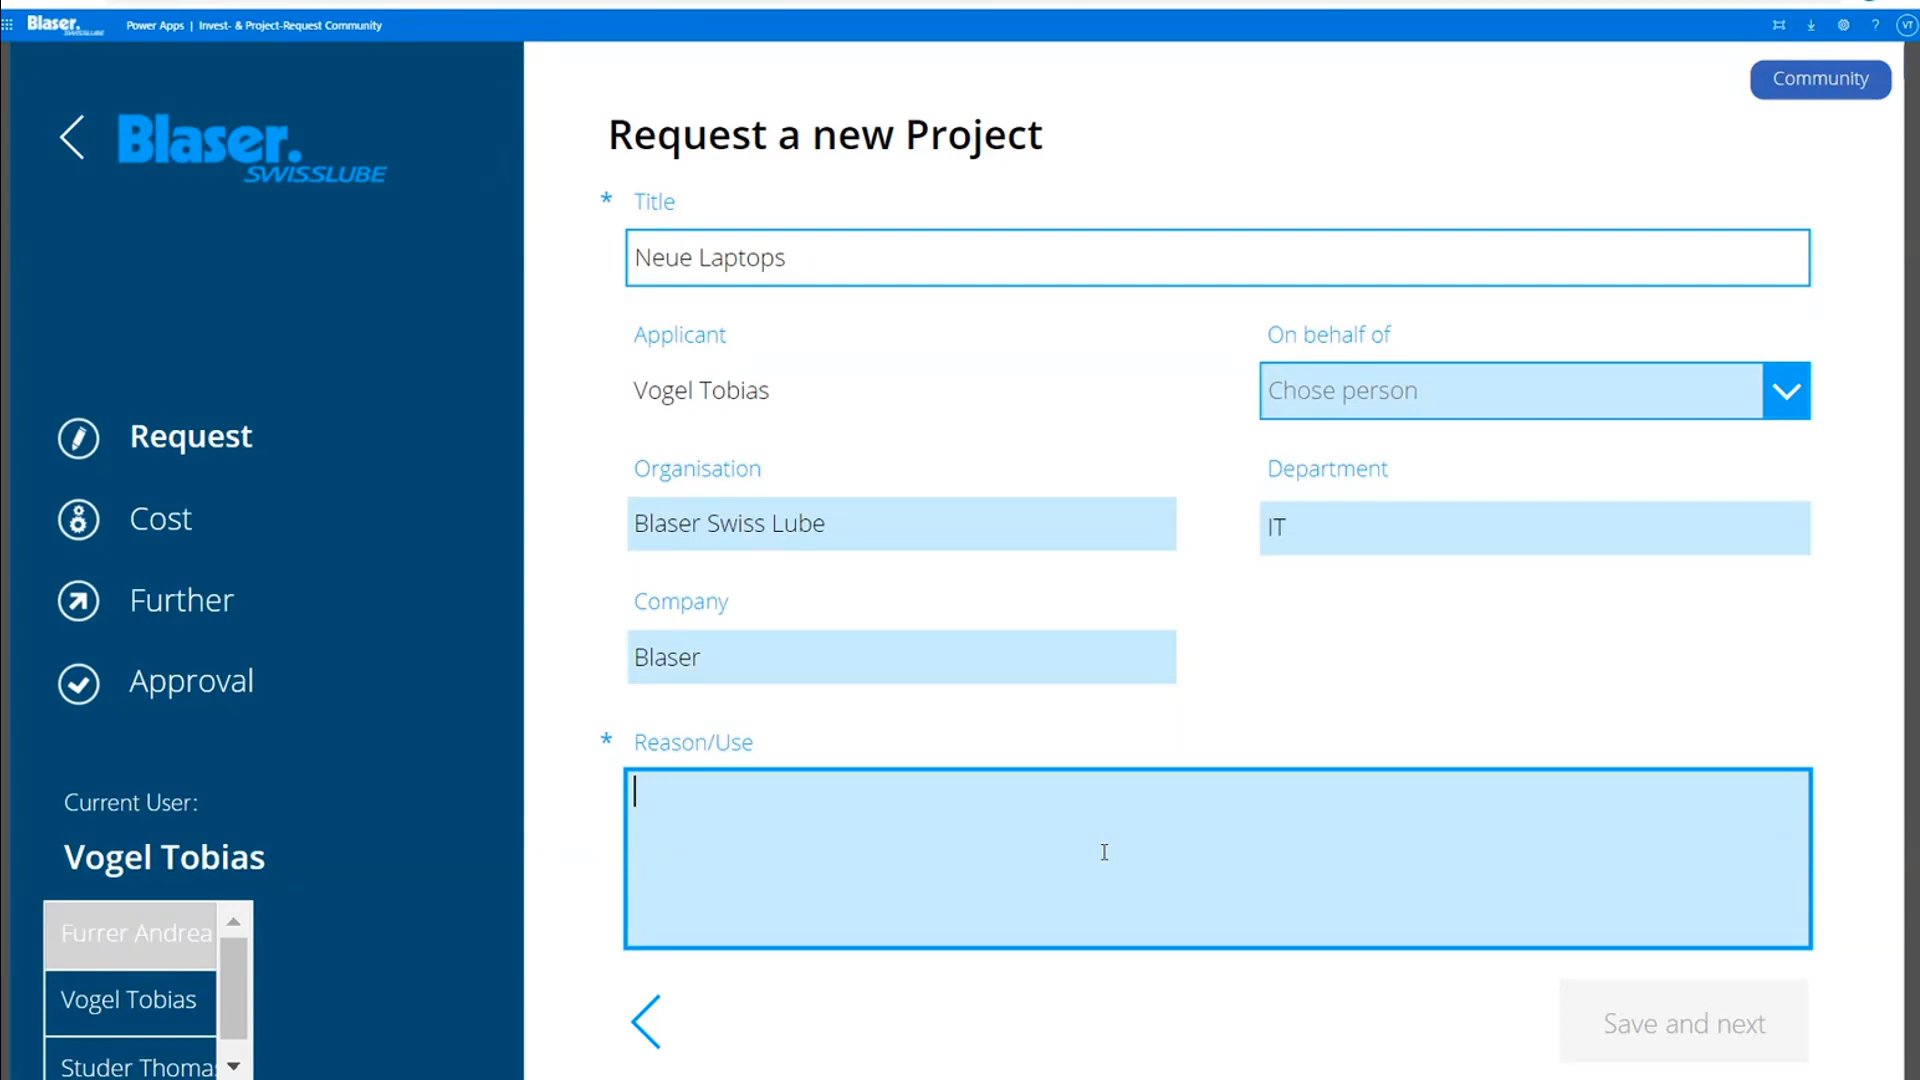 Blaser. SWISSLUBE Power Apps | Invest- & Project-Request Community ? VT
Community
Blaser.
SWISSLUBE
Request a new Project
* Title
Neue Laptops
Applicant
On behalf of
Vogel Tobias
Chose person
Organisation
Department
Blaser Swiss Lube
IT
Company
Blaser
* Reason/Use
Save and next
Request
Cost
Further
Approval
Current User:
Vogel Tobias
Furrer Andrea
Vogel Tobias
Studer Thoma